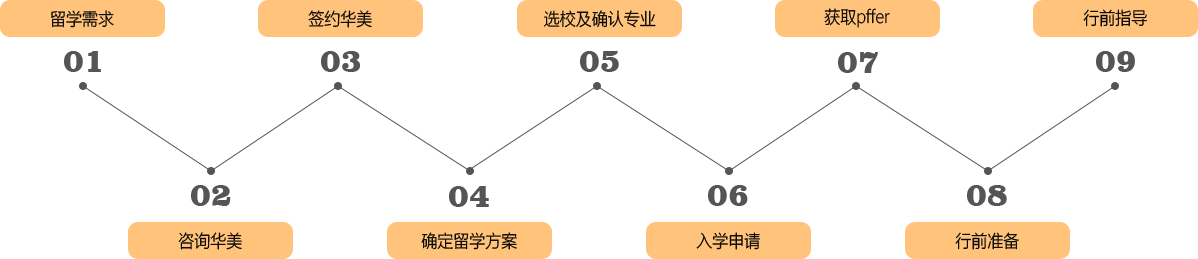 留学需求
01
02
咨询华美
签约华美
03
04
确定留学方案
选校及确认专业
05
06
入学申请
获取pffer
07
08
行前准备
行前指导
09